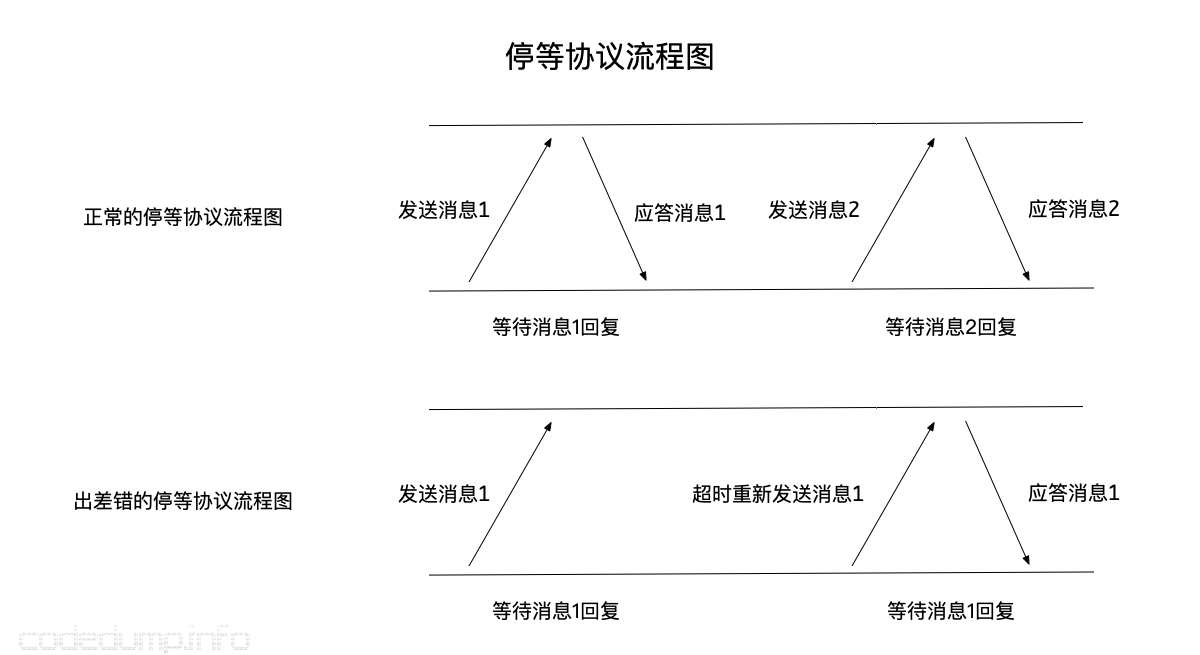 停等协议流程图
正常的停等协议流程图
发送消息1
应答消息1
发送消息2
应答消息2
等待消息1回复
等待消息2回复
出差错的停等协议流程图
发送消息1
超时重新发送消息1
应答消息1
等待消息1回复
等待消息1回复
codedump.info